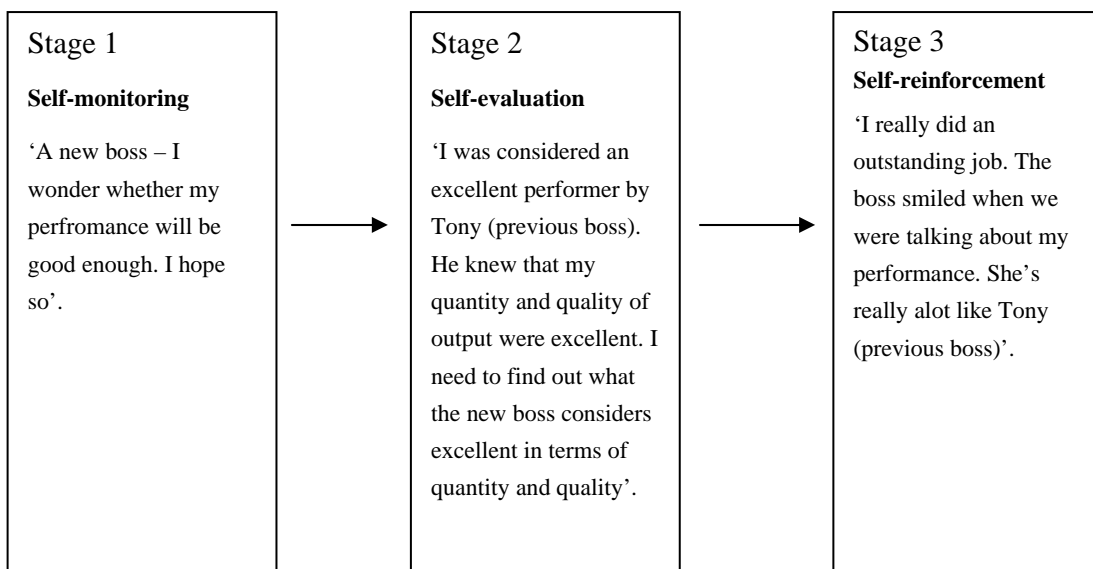 Stage 1
Self-monitoring
‘A new boss – I
wonder whether my
perfromance will be
good enough. I hope
so’.
Stage 2
Self-evaluation
‘I was considered an
excellent performer by
Tony (previous boss).
He knew that my
quantity and quality of
output were excellent. I
need to find out what
the new boss considers
excellent in terms of
quantity and quality’.
Stage 3
Self-reinforcement
‘I really did an
outstanding job. The
boss smiled when we
were talking about my
performance. She’s
really alot like Tony
(previous boss)’.